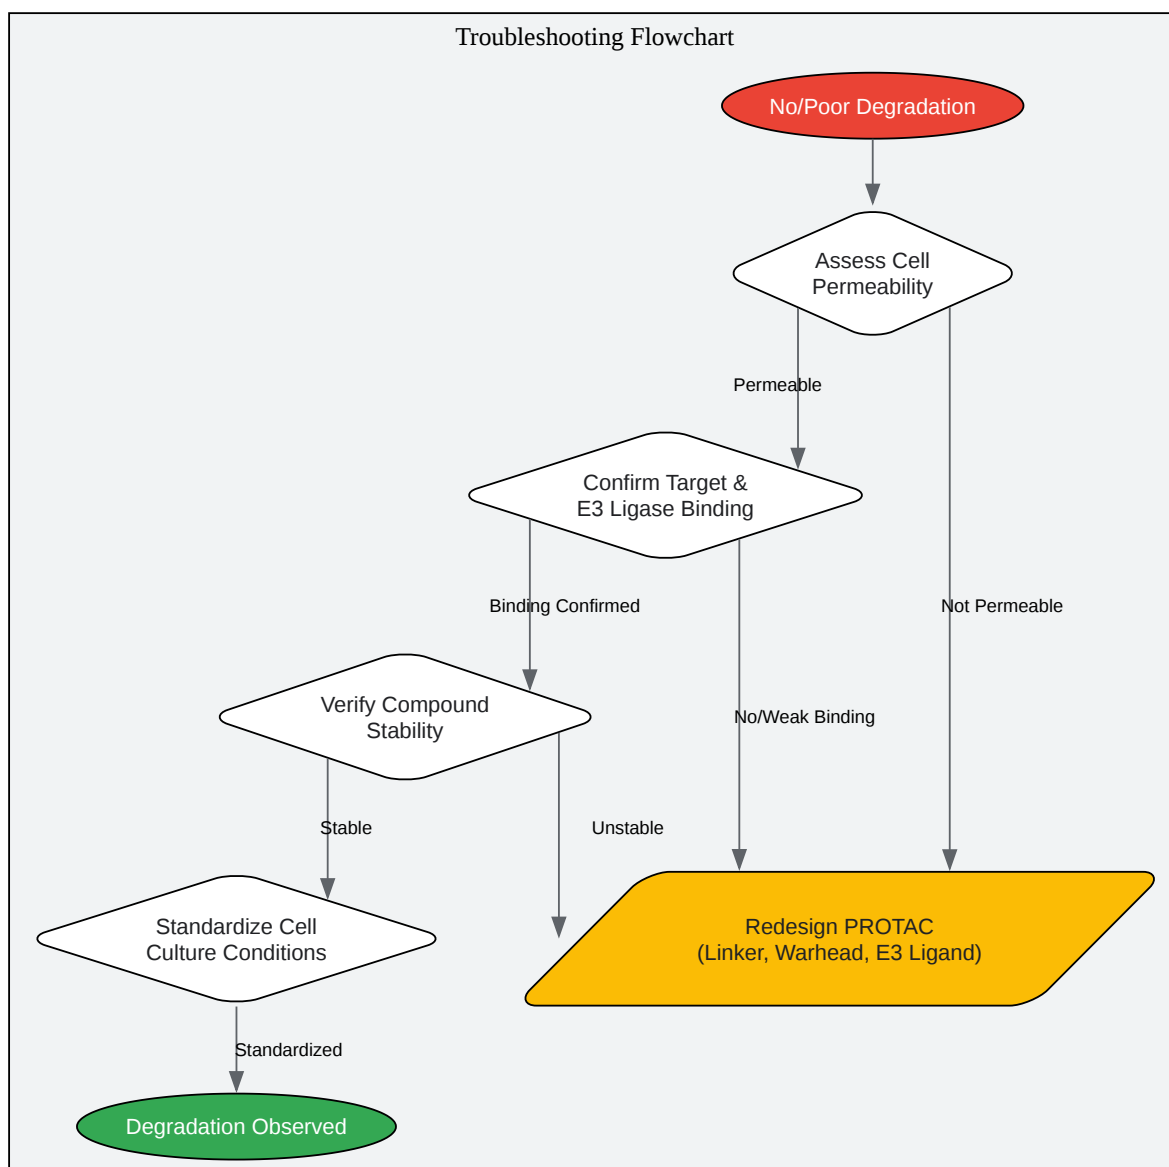 Troubleshooting Flowchart
No/Poor Degradation
Assess Cell
Permeability
Permeable
Confirm Target &
E3 Ligase Binding
Binding Confirmed
Not Permeable
Verify Compound
Stability
No/Weak Binding
Stable
Unstable
Standardize Cell
Culture Conditions
Redesign PROTAC
(Linker, Warhead, E3 Ligand)
Standardized
Degradation Observed